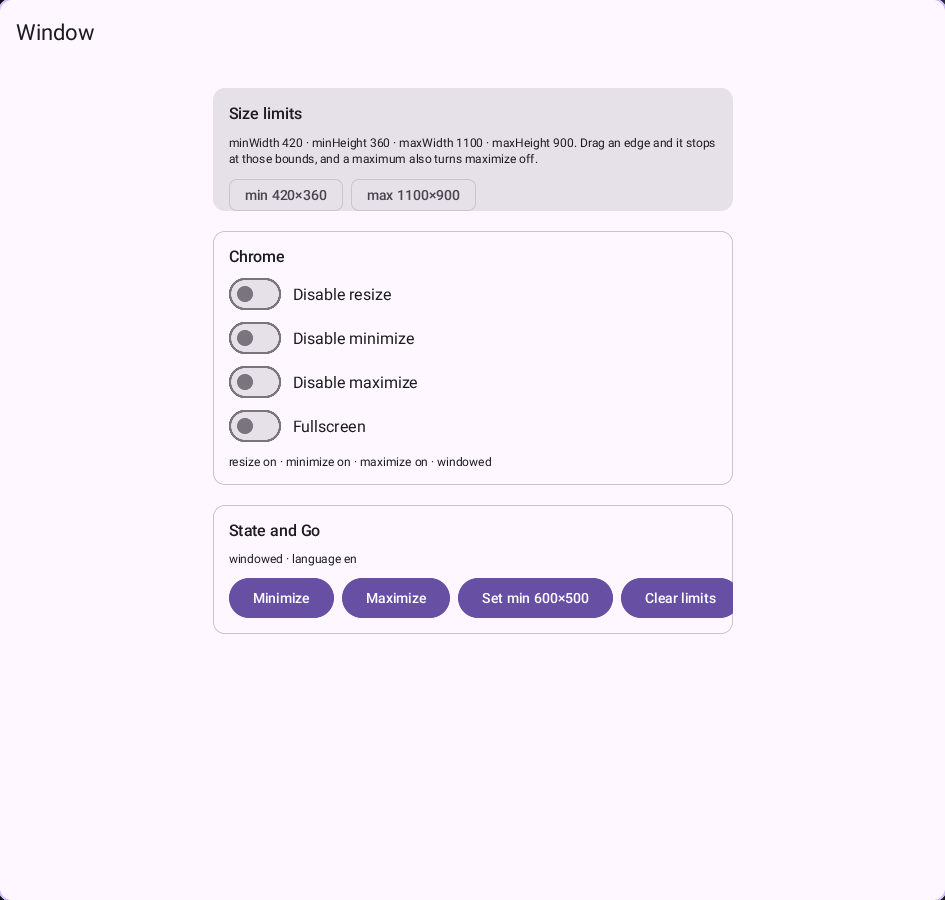 Window
Size limits
minWidth 420 · minHeight 360 · maxWidth 1100 · maxHeight 900. Drag an edge and it stops
at those bounds, and a maximum also turns maximize off.
min 420×360
max 1100×900
Chrome
Disable resize
Disable minimize
Disable maximize
Fullscreen
resize on · minimize on · maximize on · windowed
State and Go
windowed · language en
Minimize
Maximize
Set min 600×500
Clear limits